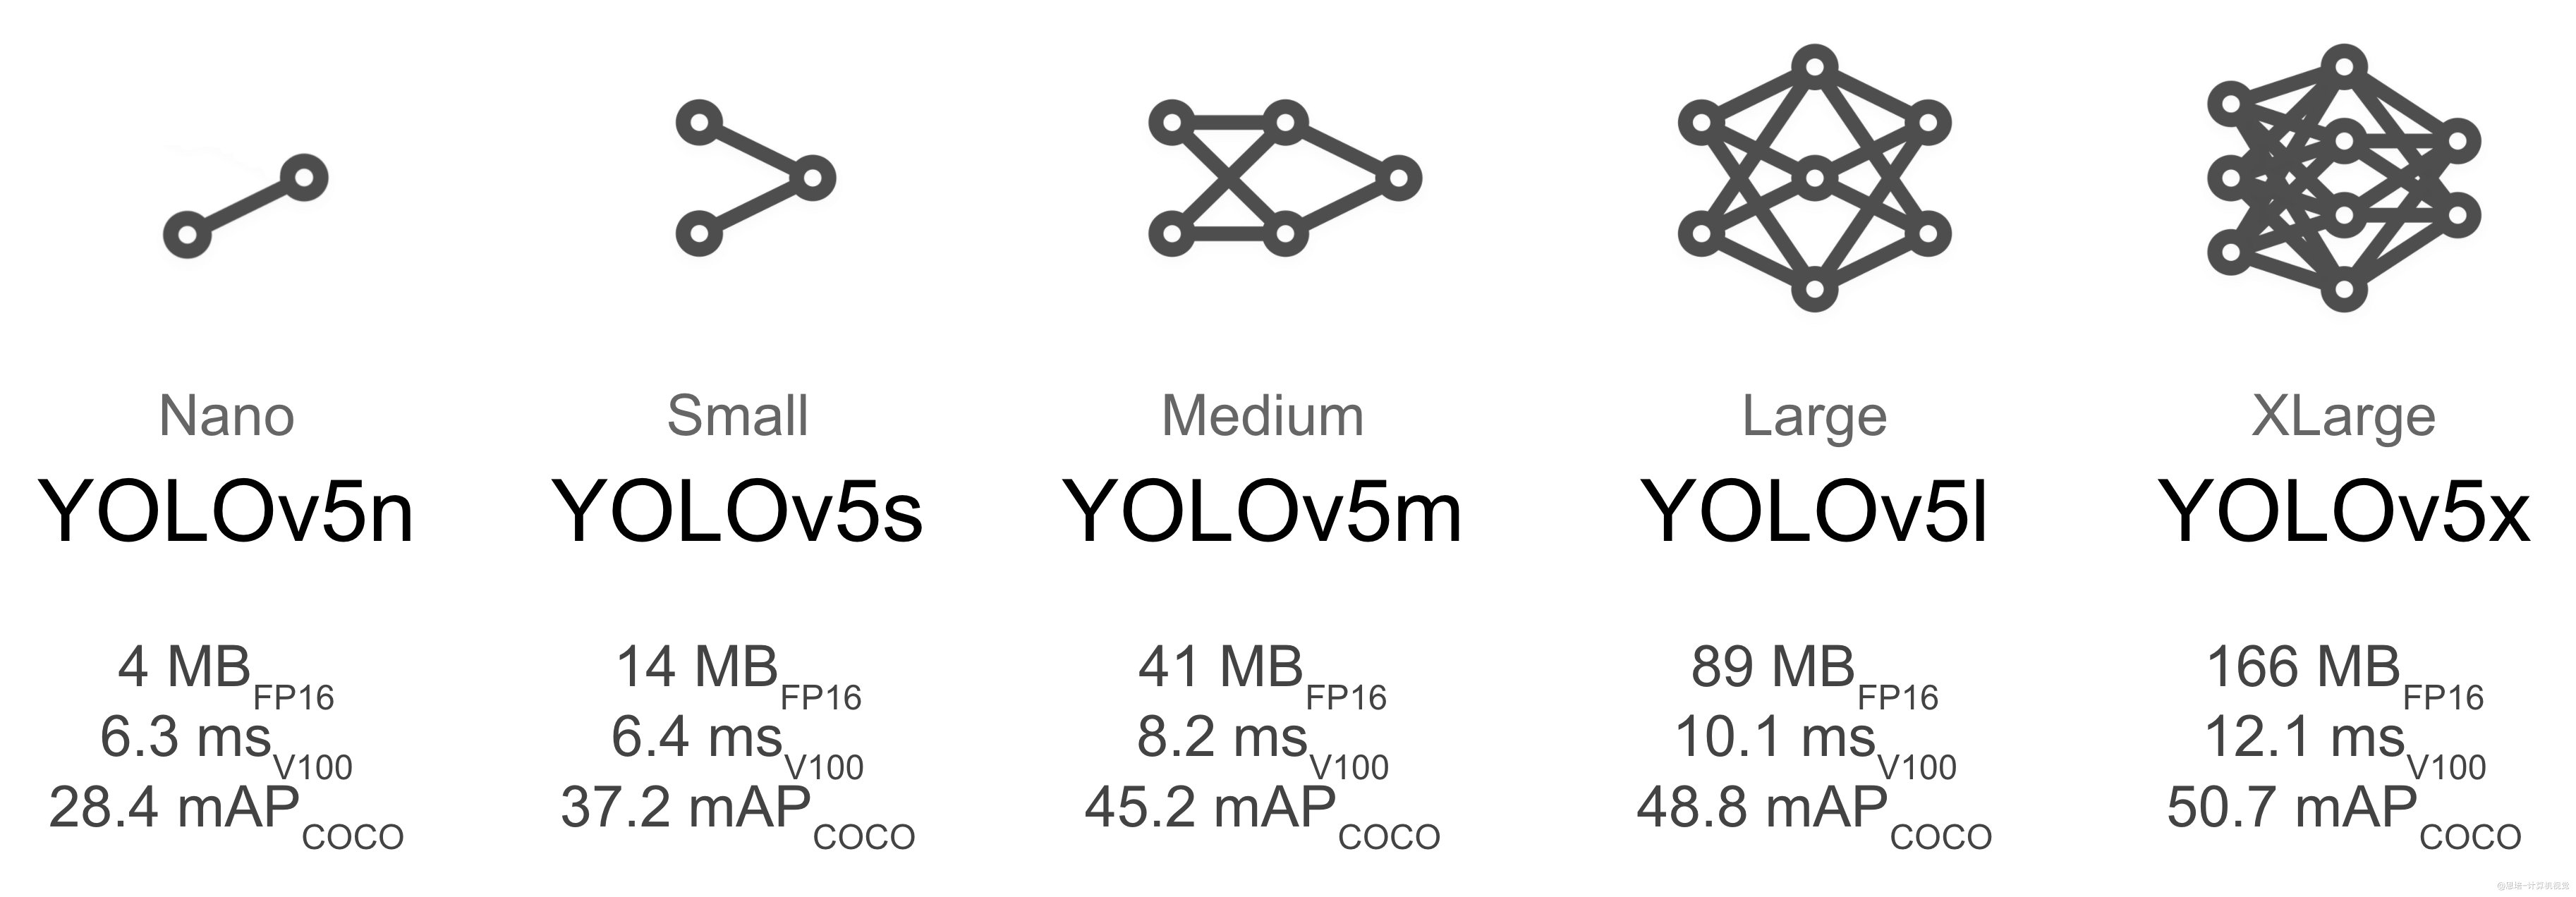 Nano
YOLOv5n
4 MB FP16
6.3 ms V100
28.4 mAP COCO
Small
YOLOv5s
14 MB FP16
6.4 ms V100
37.2 mAP COCO
Medium
YOLOv5m
41 MB FP16
8.2 ms V100
45.2 mAP COCO
Large
YOLOv5l
89 MB FP16
10.1 ms V100
48.8 mAP COCO
XLarge
YOLOv5x
166 MB FP16
12.1 ms V100
50.7 mAP COCO